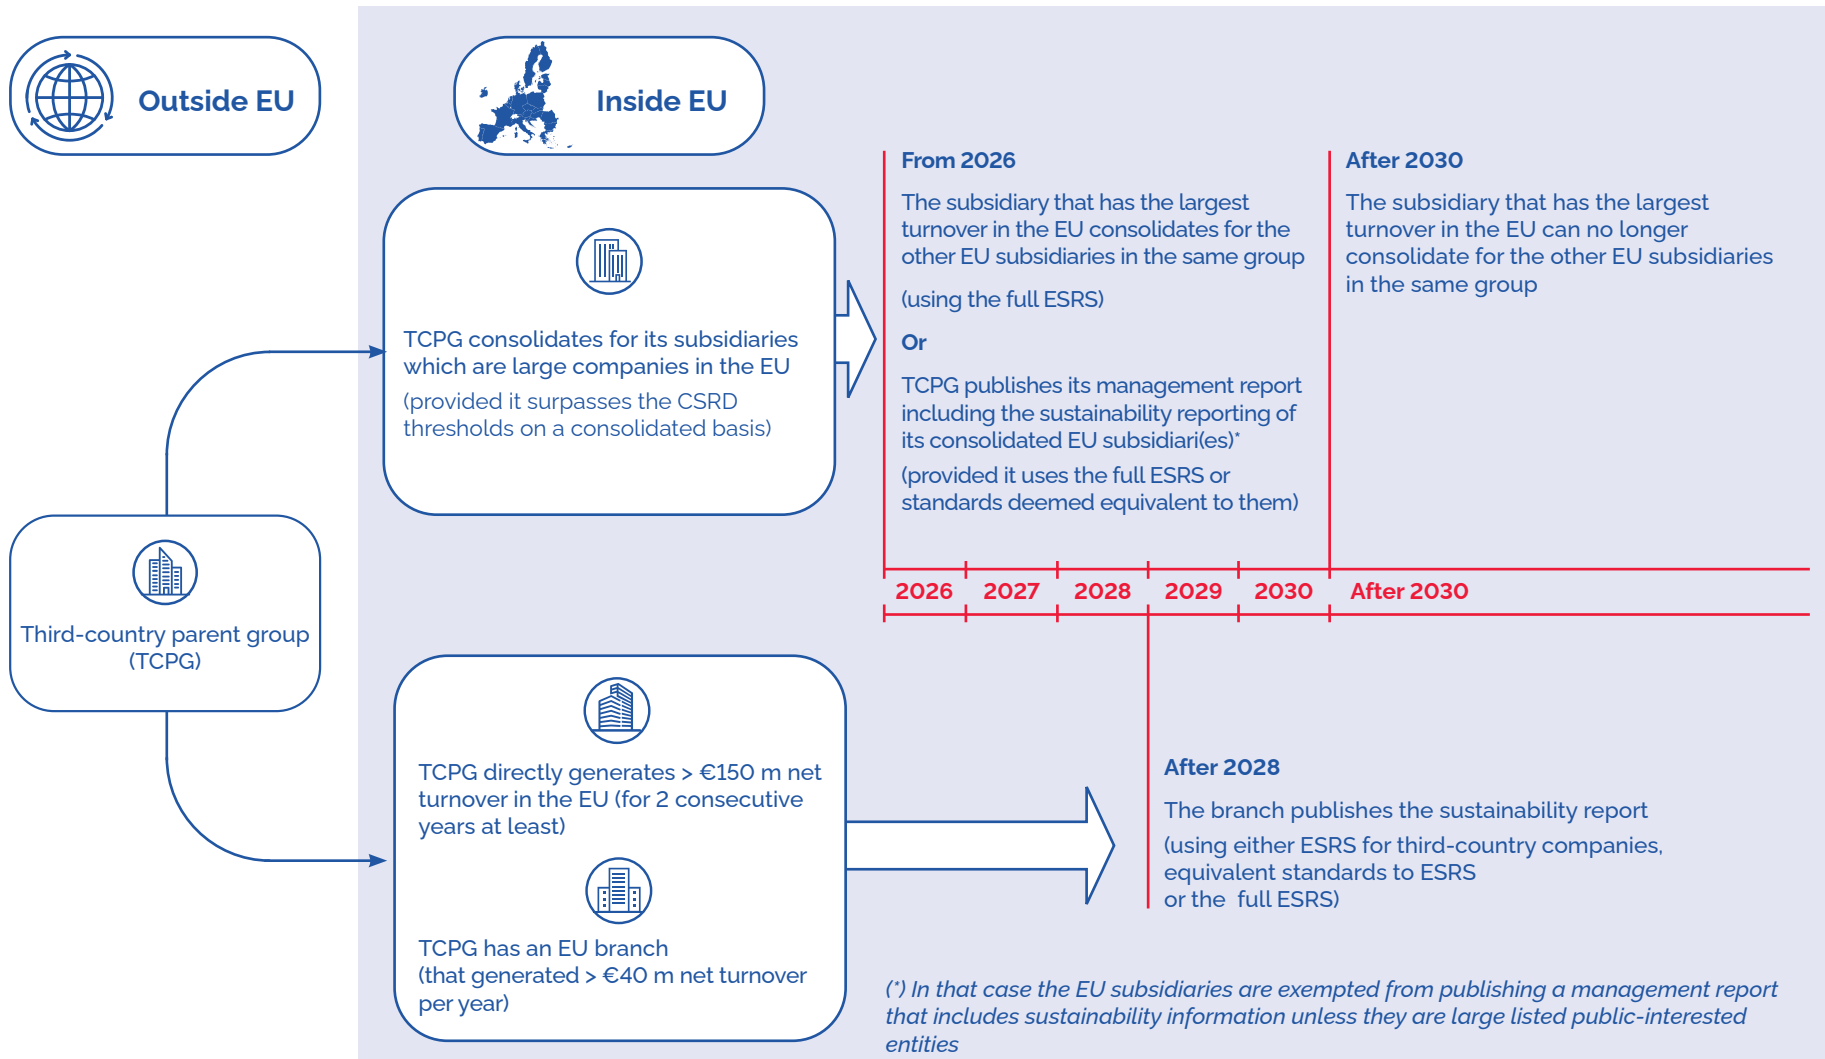 Outside EU
Inside EU
TCPG consolidates for its subsidiaries
which are large companies in the EU
(provided it surpasses the CSRD
thresholds on a consolidated basis)
From 2026
The subsidiary that has the largest
turnover in the EU consolidates for the
other EU subsidiaries in the same group
(using the full ESRS)
Or
TCPG publishes its management report
including the sustainability reporting of
its consolidated EU subsidiari(es)*
(provided it uses the full ESRS or
standards deemed equivalent to them)
After 2030
The subsidiary that has the largest
turnover in the EU can no longer
consolidate for the other EU subsidiaries
in the same group
2026 2027 2028 2029 2030 After 2030
Third-country parent group
(TCPG)
TCPG directly generates > €150 m net
turnover in the EU (for 2 consecutive
years at least)
TCPG has an EU branch
(that generated > €40 m net turnover
per year)
After 2028
The branch publishes the sustainability report
(using either ESRS for third-country companies,
equivalent standards to ESRS
or the full ESRS)
(*) In that case the EU subsidiaries are exempted from publishing a management report
that includes sustainability information unless they are large listed public-interested
entities